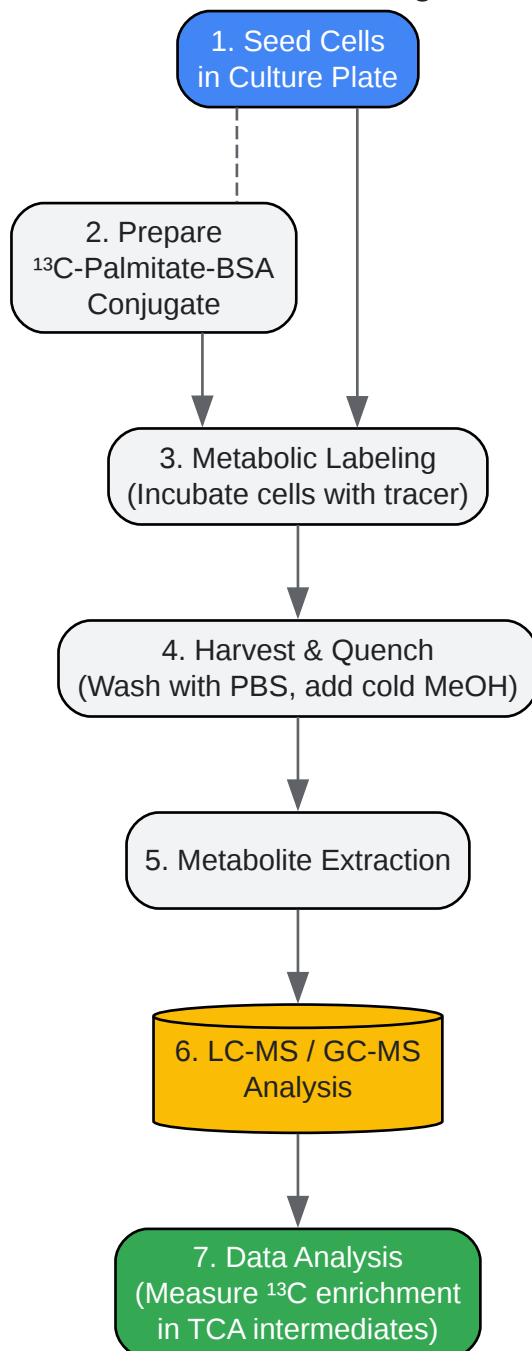 1. Seed Cells
in Culture Plate
2. Prepare
¹³C-Palmitate-BSA
Conjugate
3. Metabolic Labeling
(Incubate cells with tracer)
4. Harvest & Quench
(Wash with PBS, add cold MeOH)
5. Metabolite Extraction
6. LC-MS / GC-MS
Analysis
7. Data Analysis
(Measure ¹³C enrichment
in TCA intermediates)